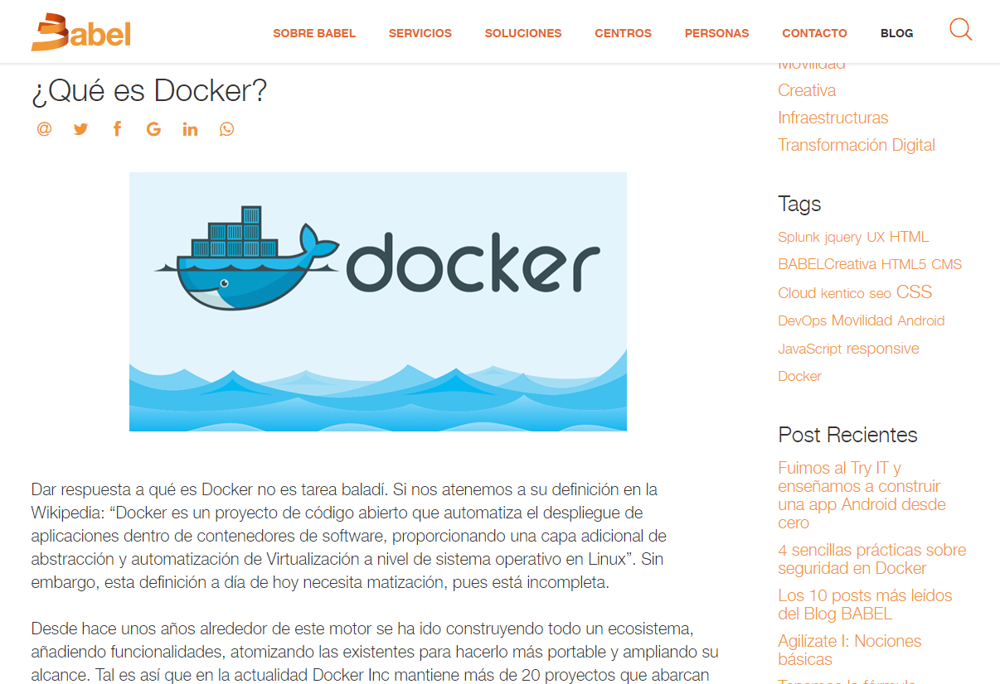 Babel
SOBRE BABEL SERVICIOS SOLUCIONES CENTROS PERSONAS CONTACTO BLOG
¿Qué es Docker?
docker
Dar respuesta a qué es Docker no es tarea baladí. Si nos atenemos a su definición en la
Wikipedia: “Docker es un proyecto de código abierto que automatiza el despliegue de
aplicaciones dentro de contenedores de software, proporcionando una capa adicional de
abstracción y automatización de Virtualización a nivel de sistema operativo en Linux”. Sin
embargo, esta definición a día de hoy necesita matización, pues está incompleta.
Desde hace unos años alrededor de este motor se ha ido construyendo todo un ecosistema,
añadiendo funcionalidades, atomizando las existentes para hacerlo más portable y ampliando su
alcance. Tal es así que en la actualidad Docker Inc mantiene más de 20 proyectos que abarcan
Movilidad
Creativa
Infraestructuras
Transformación Digital
Tags
Splunk jquery UX HTML
BABELCreativa HTML5 CMS
Cloud kentico seo CSS
DevOps Movilidad Android
JavaScript responsive
Docker
Post Recientes
Fuimos al Try IT y
enseñamos a construir
una app Android desde
cero
4 sencillas prácticas sobre
seguridad en Docker
Los 10 posts más leídos
del Blog BABEL
Agilízate I: Nociones
básicas
Tenemos la fórmula